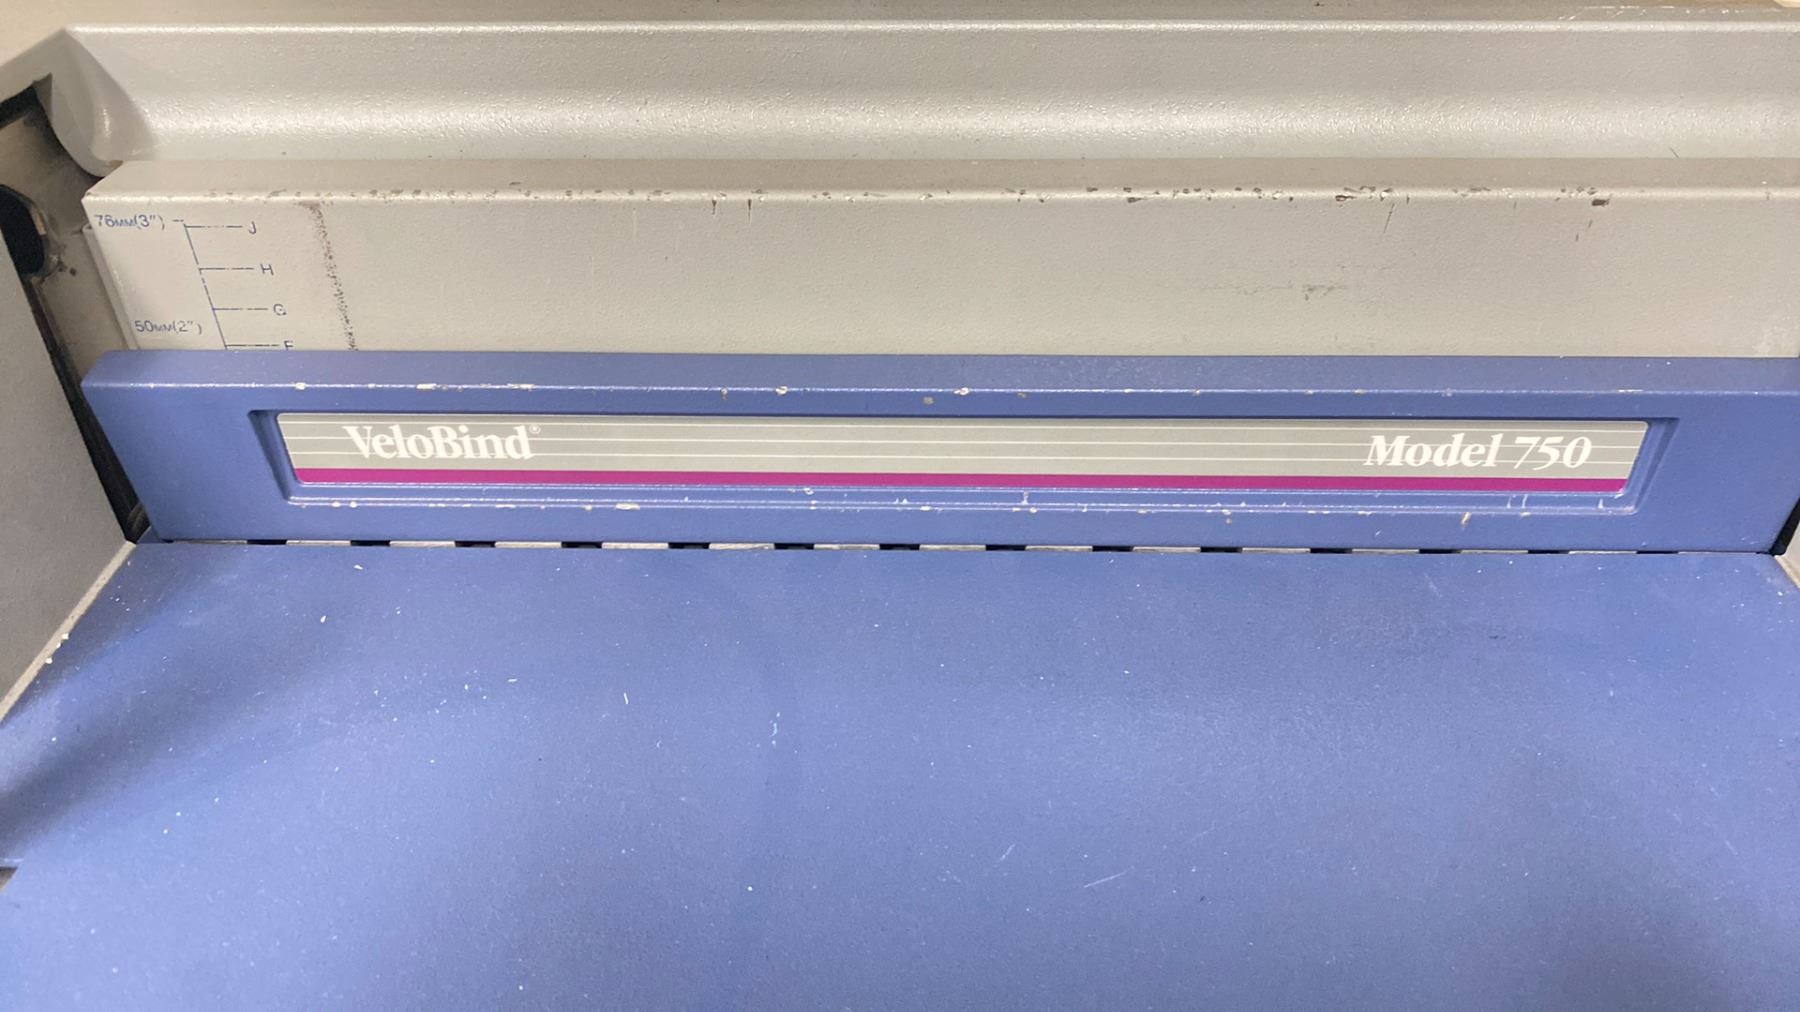 76MM(3")
J
H
G
50MM(2")
F
VeloBind®
Model 750